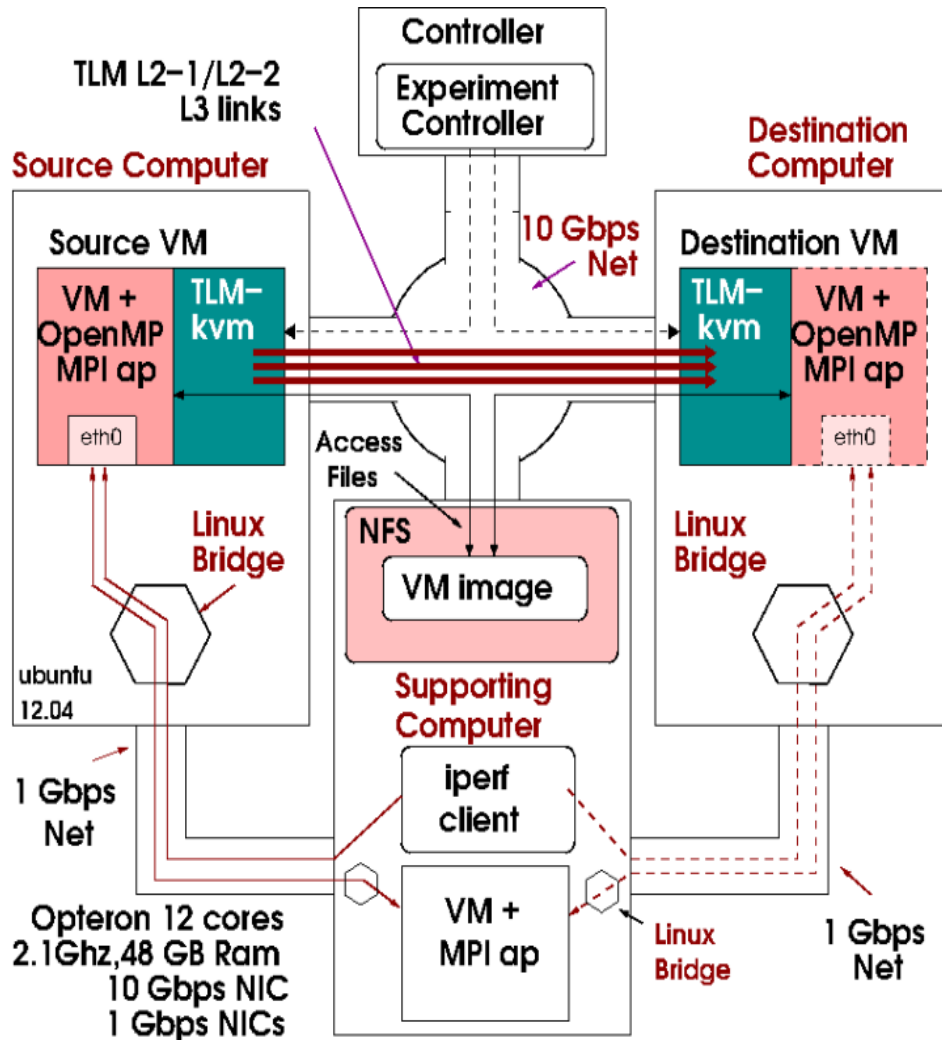 Controller
Experiment
Controller
TLM L2-1/L2-2
L3 links
Source Computer
Destination
Computer
10 Gbps
Net
Source VM
VM +
OpenMP
MPI ap
TLM-
kvm
eth0
Destination VM
TLM-
kvm
VM +
OpenMP
MPI ap
eth0
Access
Files
Linux
Bridge
NFS
VM image
Linux
Bridge
ubuntu
12.04
Supporting
Computer
iperf
client
1 Gbps
Net
VM +
MPI ap
Linux
Bridge
1 Gbps
Net
Opteron 12 cores
2.1Ghz,48 GB Ram
10 Gbps NIC
1 Gbps NICs